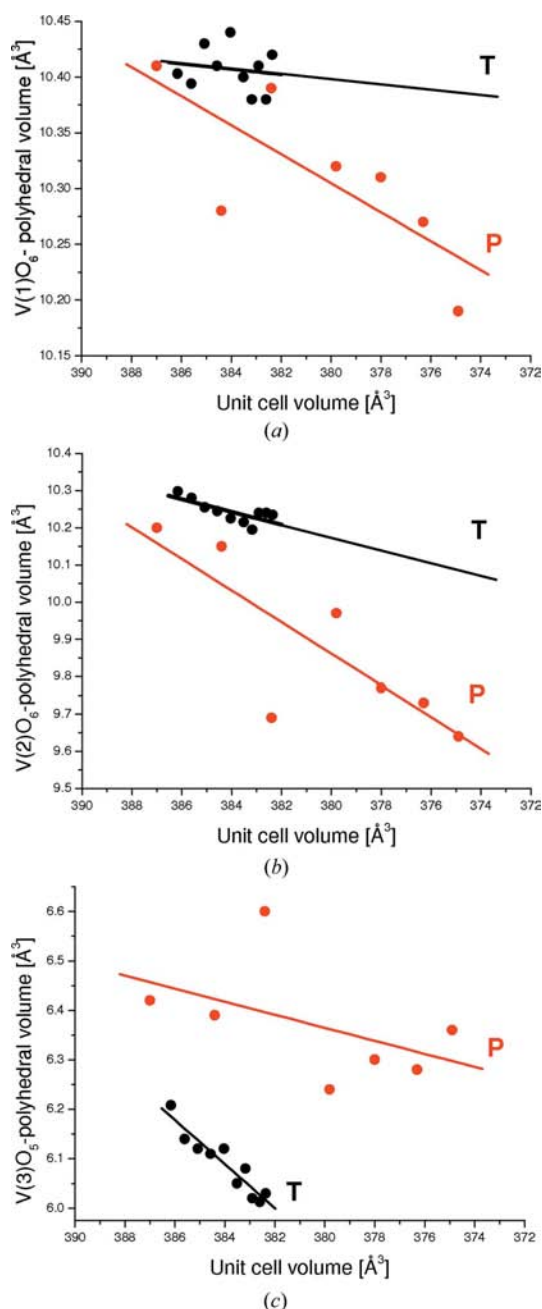 10.45
10.40
10.35
10.30
10.25
10.20
10.15
V(1)O₆- polyhedral volume [Å³]
T
P
390 388 386 384 382 380 378 376 374 372
Unit cell volume [Å³]
(a)
10.4
10.3
10.2
10.1
10.0
9.9
9.8
9.7
9.6
9.5
V(2)O₆-polyhedral volume [Å³]
T
P
390 388 386 384 382 380 378 376 374 372
Unit cell volume [Å³]
(b)
6.6
6.5
6.4
6.3
6.2
6.1
6.0
V(3)O₅-polyhedral volume [Å³]
P
T
390 388 386 384 382 380 378 376 374 372
Unit cell volume [Å³]
(c)